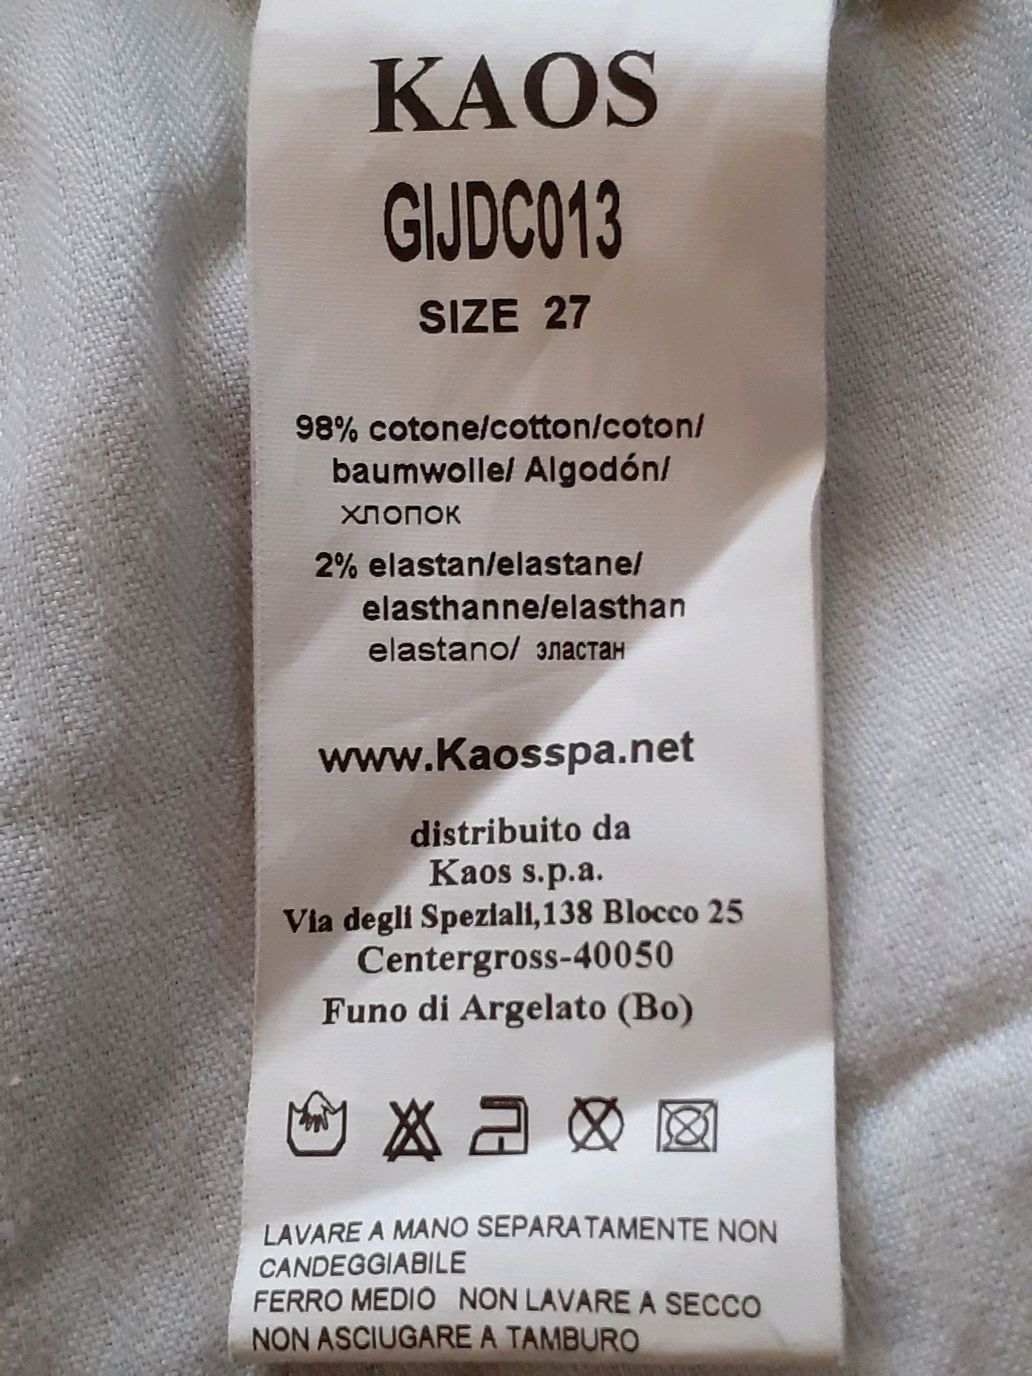 KAOS
GIJDC013
SIZE 27
98% cotone/cotton/coton/
baumwolle/ Algodón/
хлопок
2% elastan/elastane/
elasthanne/elasthan
elastano/ эластан
www.Kaosspa.net
distribuito da
Kaos s.p.a.
Via degli Speziali,138 Blocco 25
Centergross-40050
Funo di Argelato (Bo)
LAVARE A MANO SEPARATAMENTE NON
CANDEGGIABILE
FERRO MEDIO NON LAVARE A SECCO
NON ASCIUGARE A TAMBURO